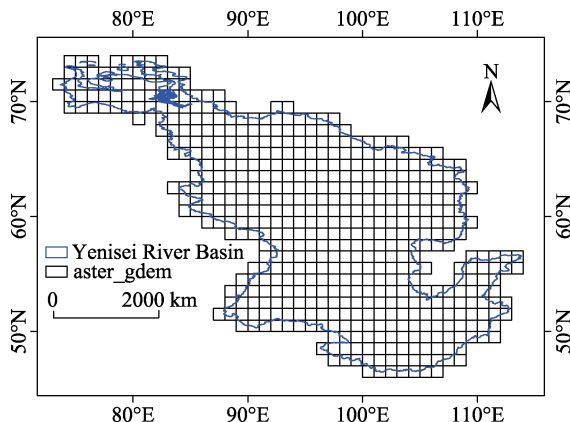 80°E 90°E 100°E 110°E
N
70°N 70°N
60°N 60°N
Yenisei River Basin
aster_gdem
0 2000 km
50°N 50°N
80°E 90°E 100°E 110°E